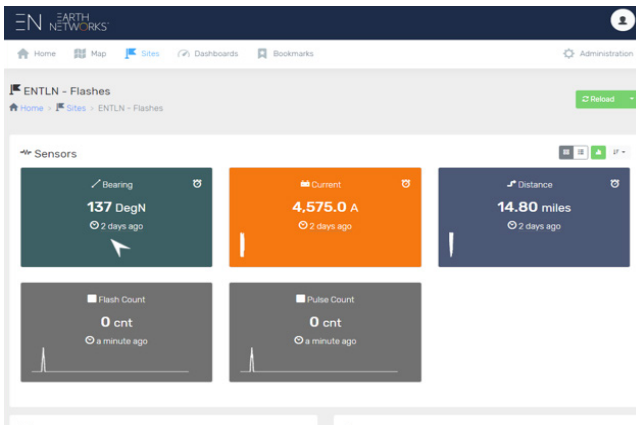 EN EARTH NETWORKS
Home Map Sites Dashboards Bookmarks Administration
ENTLN - Flashes
Home > Sites > ENTLN - Flashes
Reload
Sensors
Bearing
137 DegN
2 days ago
Current
4,575.0 A
2 days ago
Distance
14.80 miles
2 days ago
Flash Count
0 cnt
a minute ago
Pulse Count
0 cnt
a minute ago